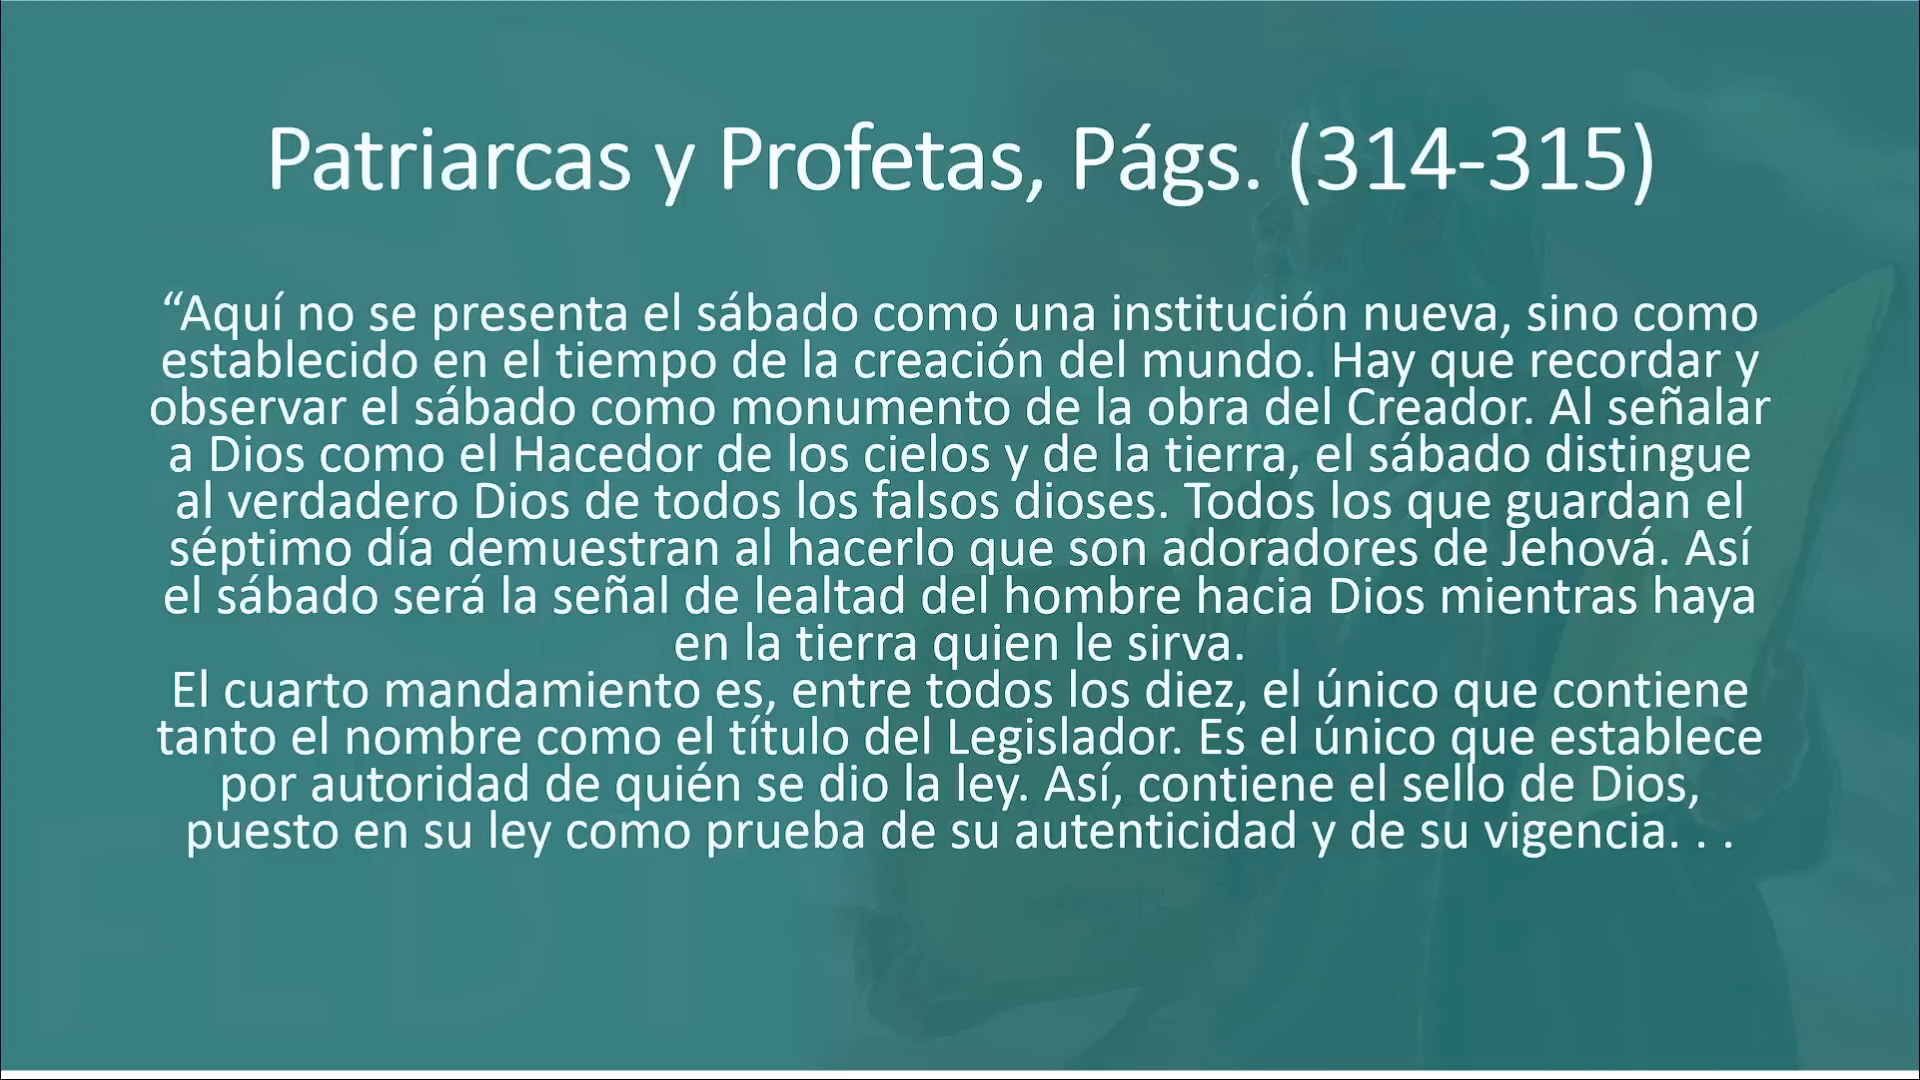 Patriarcas y Profetas, Págs. (314-315)
“Aquí no se presenta el sábado como una institución nueva, sino como
establecido en el tiempo de la creación del mundo. Hay que recordar y
observar el sábado como monumento de la obra del Creador. Al señalar
a Dios como el Hacedor de los cielos y de la tierra, el sábado distingue
al verdadero Dios de todos los falsos dioses. Todos los que guardan el
séptimo día demuestran al hacerlo que son adoradores de Jehová. Así
el sábado será la señal de lealtad del hombre hacia Dios mientras haya
en la tierra quien le sirva.
El cuarto mandamiento es, entre todos los diez, el único que contiene
tanto el nombre como el título del Legislador. Es el único que establece
por autoridad de quién se dio la ley. Así, contiene el sello de Dios,
puesto en su ley como prueba de su autenticidad y de su vigencia. . .